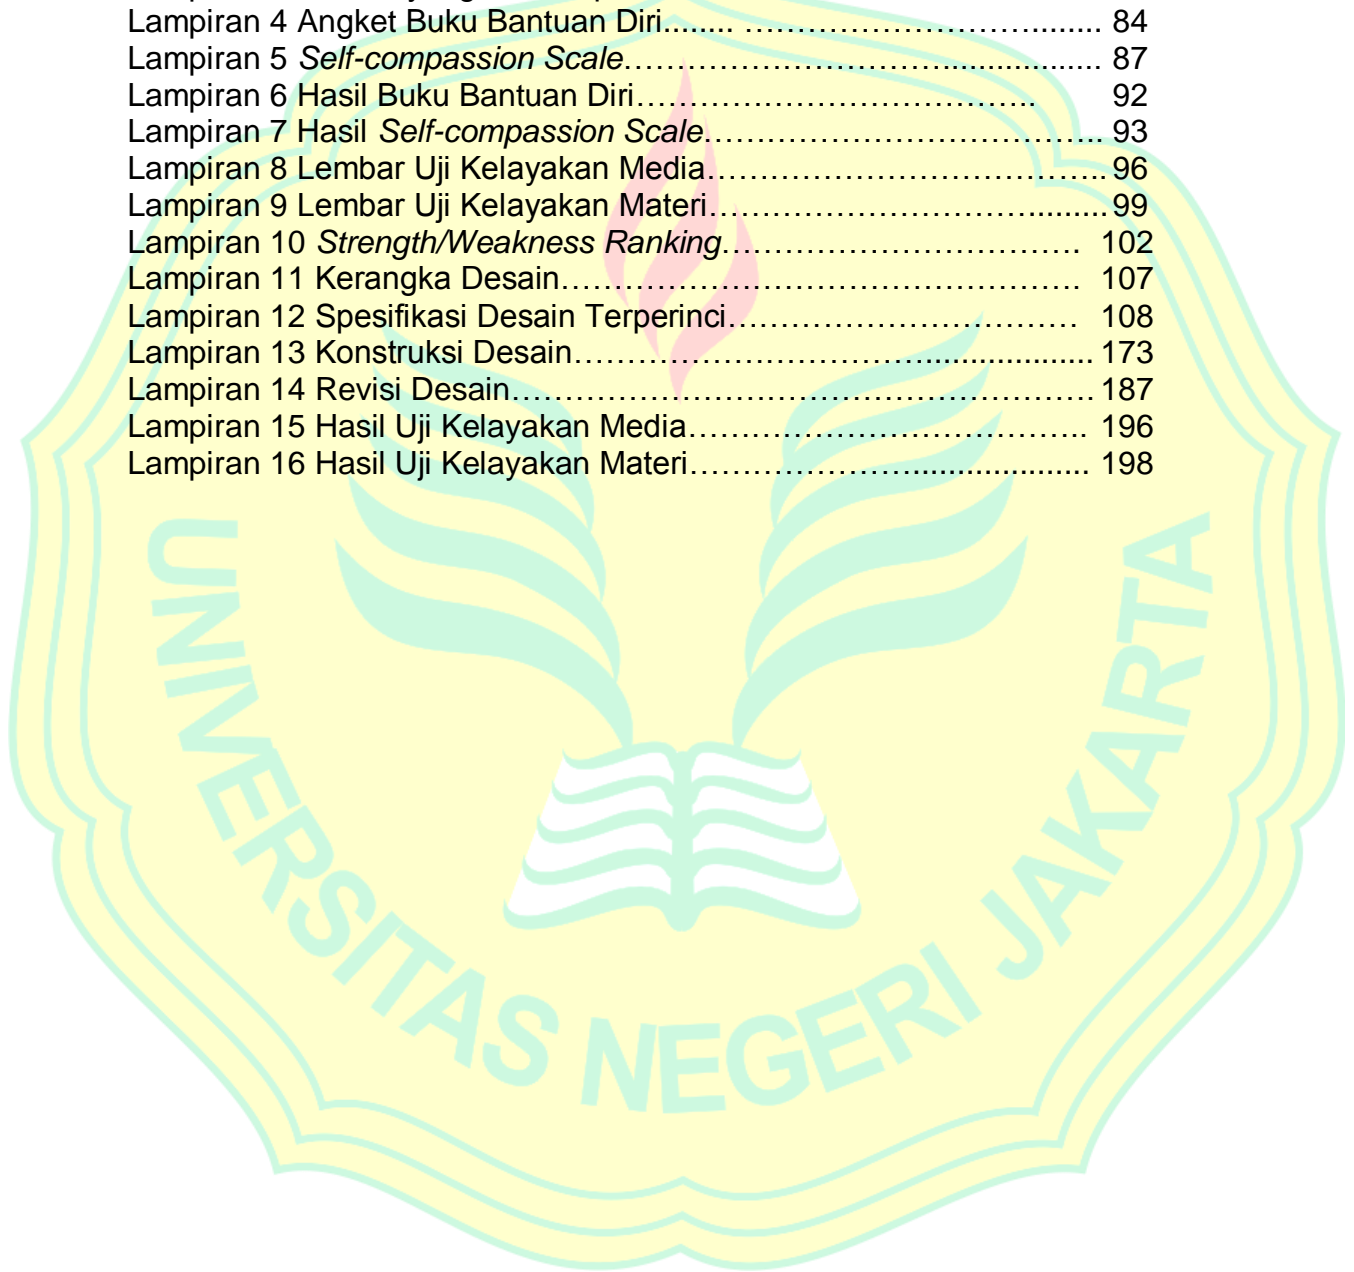 Lampiran 4 Angket Buku Bantuan Diri........ ………………………........ 84
Lampiran 5 Self-compassion Scale…………………………................. 87
Lampiran 6 Hasil Buku Bantuan Diri………………………………. 92
Lampiran 7 Hasil Self-compassion Scale……………………………….. 93
Lampiran 8 Lembar Uji Kelayakan Media……………………………….. 96
Lampiran 9 Lembar Uji Kelayakan Materi………………………….........99
Lampiran 10 Strength/Weakness Ranking……………………………. 102
Lampiran 11 Kerangka Desain…………………………………………. 107
Lampiran 12 Spesifikasi Desain Terperinci…………………………… 108
Lampiran 13 Konstruksi Desain……………………………................... 173
Lampiran 14 Revisi Desain………………………………………………. 187
Lampiran 15 Hasil Uji Kelayakan Media……………………………….. 196
Lampiran 16 Hasil Uji Kelayakan Materi…………………..................... 198
UNIVERSITAS NEGERI JAKARTA